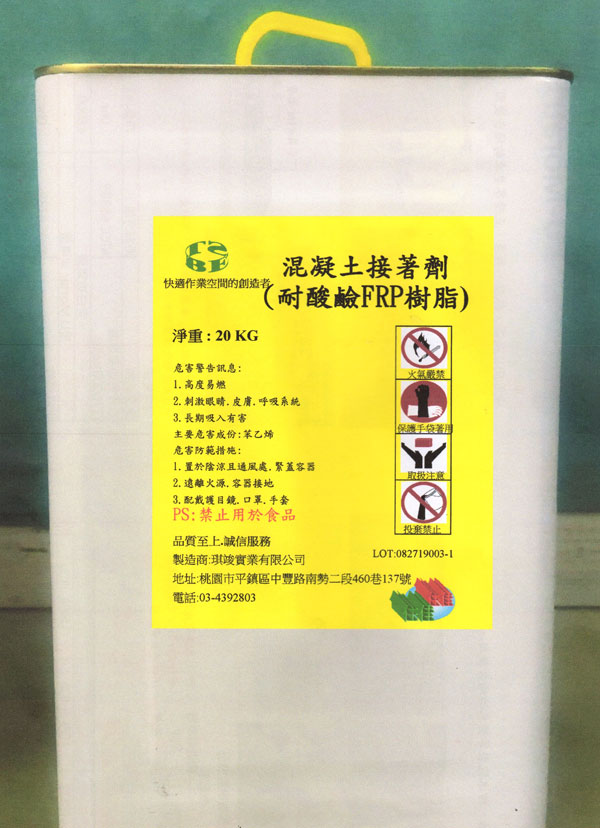 快適作業空間的創造者
混凝土接著劑
(耐酸鹼FRP樹脂)
淨重：20 KG
危害警告訊息：
1.高度易燃
2.刺激眼睛,皮膚,呼吸系統
3.長期吸入有害
主要危害成份：苯乙烯
危害防範措施：
1.置於陰涼且通風處,緊蓋容器
2.遠離火源,容器接地
3.配戴護目鏡,口罩,手套
PS:禁止用於食品
火氣嚴禁
保護手袋著用
取扱注意
投棄禁止
品質至上.誠信服務
製造商:琪竣實業有限公司
LOT:082719003-1
地址:桃園市平鎮區中豐路南勢二段460巷137號
電話:03-4392803